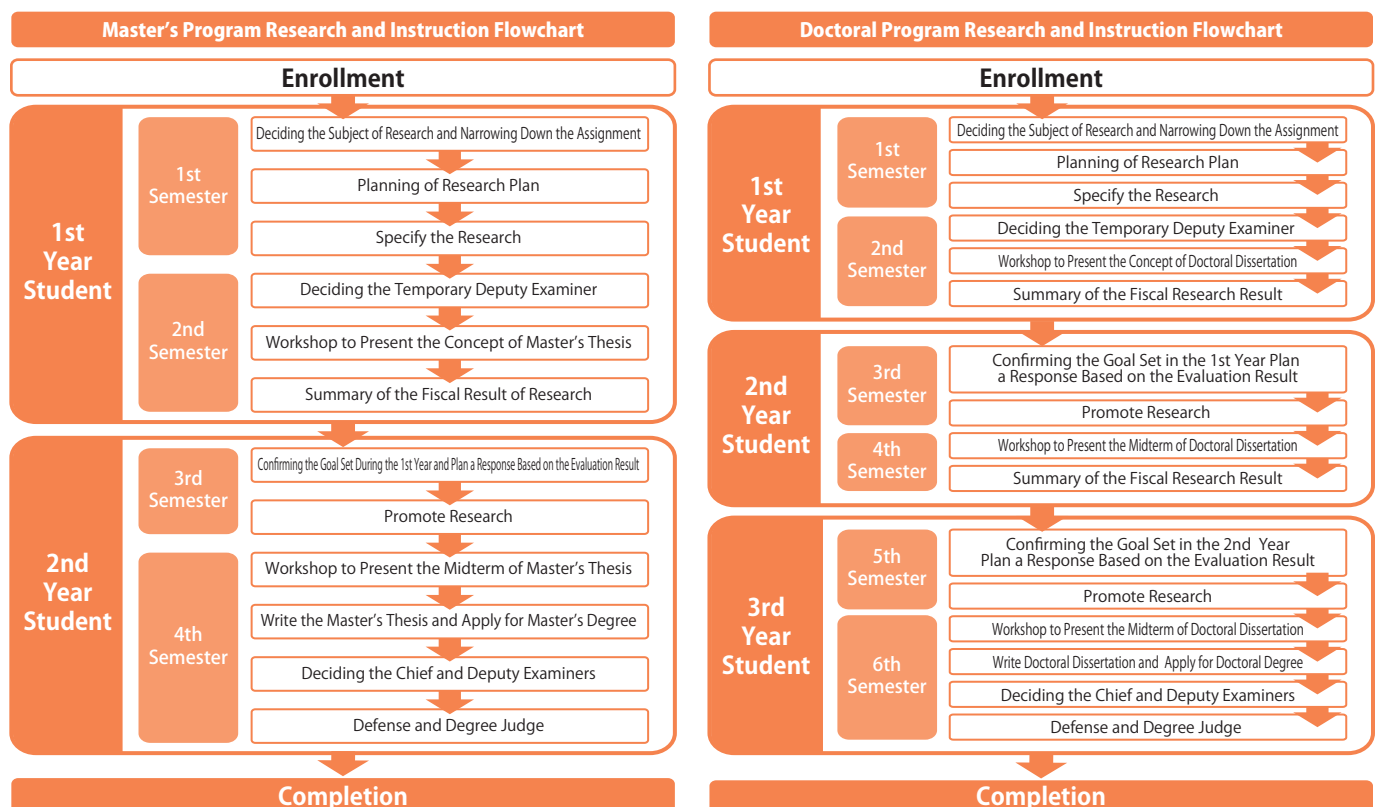 Master's Program Research and Instruction Flowchart
Enrollment
1st
Year
Student
1st
Semester
Deciding the Subject of Research and Narrowing Down the Assignment
Planning of Research Plan
Specify the Research
2nd
Semester
Deciding the Temporary Deputy Examiner
Workshop to Present the Concept of Master's Thesis
Summary of the Fiscal Result of Research
2nd
Year
Student
3rd
Semester
Confirming the Goal Set During the 1st Year and Plan a Response Based on the Evaluation Result
Promote Research
4th
Semester
Workshop to Present the Midterm of Master's Thesis
Write the Master's Thesis and Apply for Master's Degree
Deciding the Chief and Deputy Examiners
Defense and Degree Judge
Completion
Doctoral Program Research and Instruction Flowchart
Enrollment
1st
Year
Student
1st
Semester
Deciding the Subject of Research and Narrowing Down the Assignment
Planning of Research Plan
Specify the Research
2nd
Semester
Deciding the Temporary Deputy Examiner
Workshop to Present the Concept of Doctoral Dissertation
Summary of the Fiscal Research Result
2nd
Year
Student
3rd
Semester
Confirming the Goal Set in the 1st Year Plan
a Response Based on the Evaluation Result
Promote Research
4th
Semester
Workshop to Present the Midterm of Doctoral Dissertation
Summary of the Fiscal Research Result
3rd
Year
Student
5th
Semester
Confirming the Goal Set in the 2nd Year
Plan a Response Based on the Evaluation Result
Promote Research
6th
Semester
Workshop to Present the Midterm of Doctoral Dissertation
Write Doctoral Dissertation and Apply for Doctoral Degree
Deciding the Chief and Deputy Examiners
Defense and Degree Judge
Completion